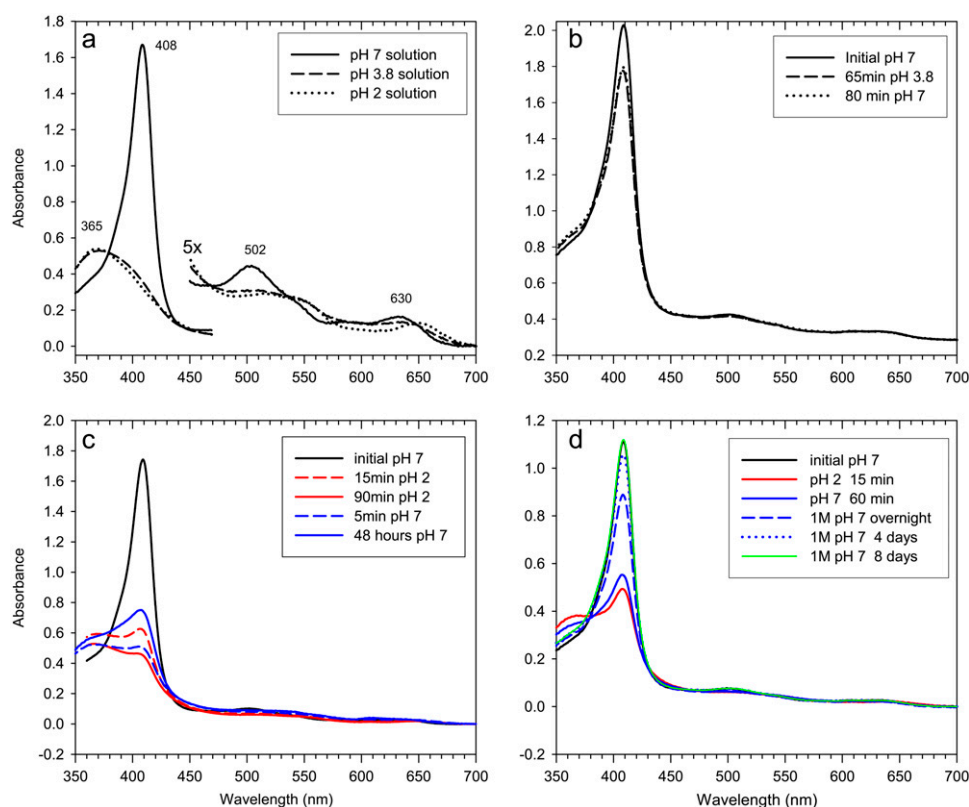 a
408
365
5x
502
630
pH 7 solution
pH 3.8 solution
pH 2 solution
1.8
1.6
1.4
1.2
1.0
0.8
0.6
0.4
0.2
0.0
Absorbance
350 400 450 500 550 600 650 700
b
Initial pH 7
65min pH 3.8
80 min pH 7
2.0
1.8
1.6
1.4
1.2
1.0
0.8
0.6
0.4
0.2
350 400 450 500 550 600 650 700
c
initial pH 7
15min pH 2
90min pH 2
5min pH 7
48 hours pH 7
2.0
1.8
1.6
1.4
1.2
1.0
0.8
0.6
0.4
0.2
0.0
-0.2
Absorbance
350 400 450 500 550 600 650 700
Wavelength (nm)
d
initial pH 7
pH 2 15 min
pH 7 60 min
1M pH 7 overnight
1M pH 7 4 days
1M pH 7 8 days
1.2
1.0
0.8
0.6
0.4
0.2
0.0
-0.2
350 400 450 500 550 600 650 700
Wavelength (nm)